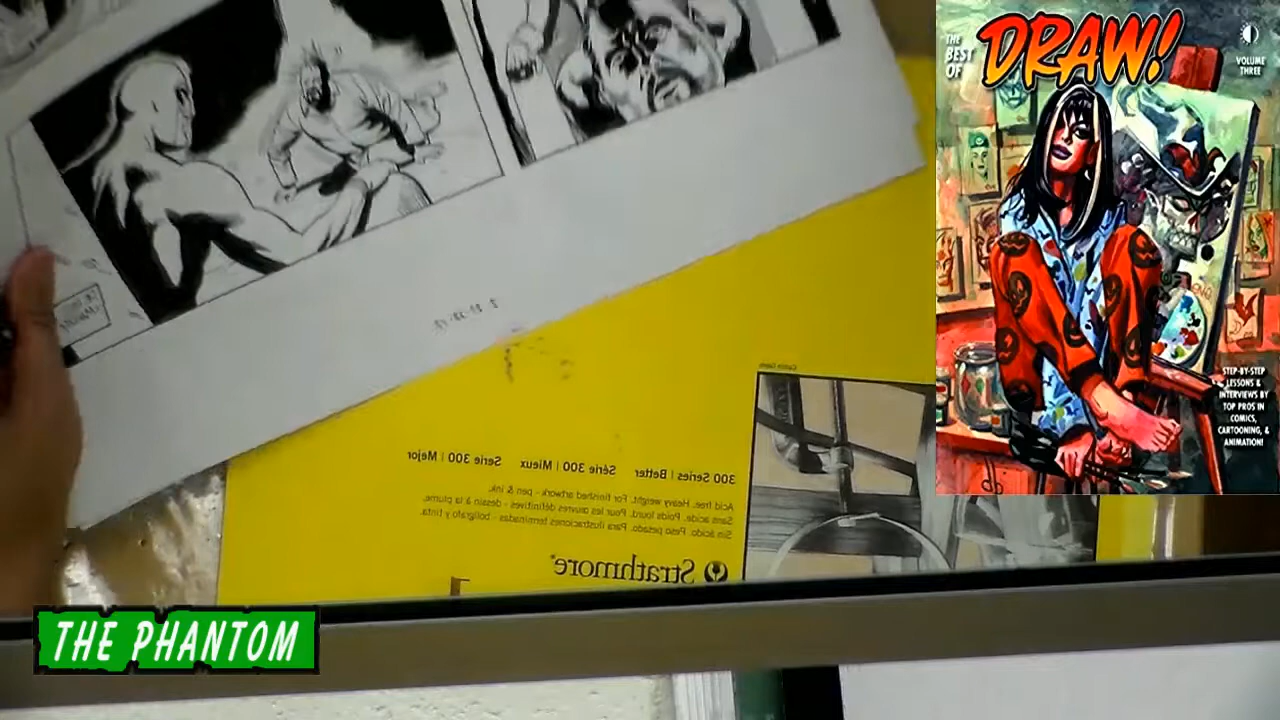 THE
BEST
OF
DRAW!
VOLUME
THREE
STEP-BY-STEP
LESSONS &
INTERVIEWS BY
TOP PROS IN
COMICS,
CARTOONING, &
ANIMATION!
300 Series | Better Série 300 | Mieux Serie 300 | Major
Acid free. Heavy weight. For finished artwork - pen & ink.
Sans acide. Poids lourd. Pour les œuvres définitives - dessin à la plume.
Sin ácido. Peso pesado. Para ilustraciones terminadas - bolígrafo y tinta.
Strathmore
THE PHANTOM